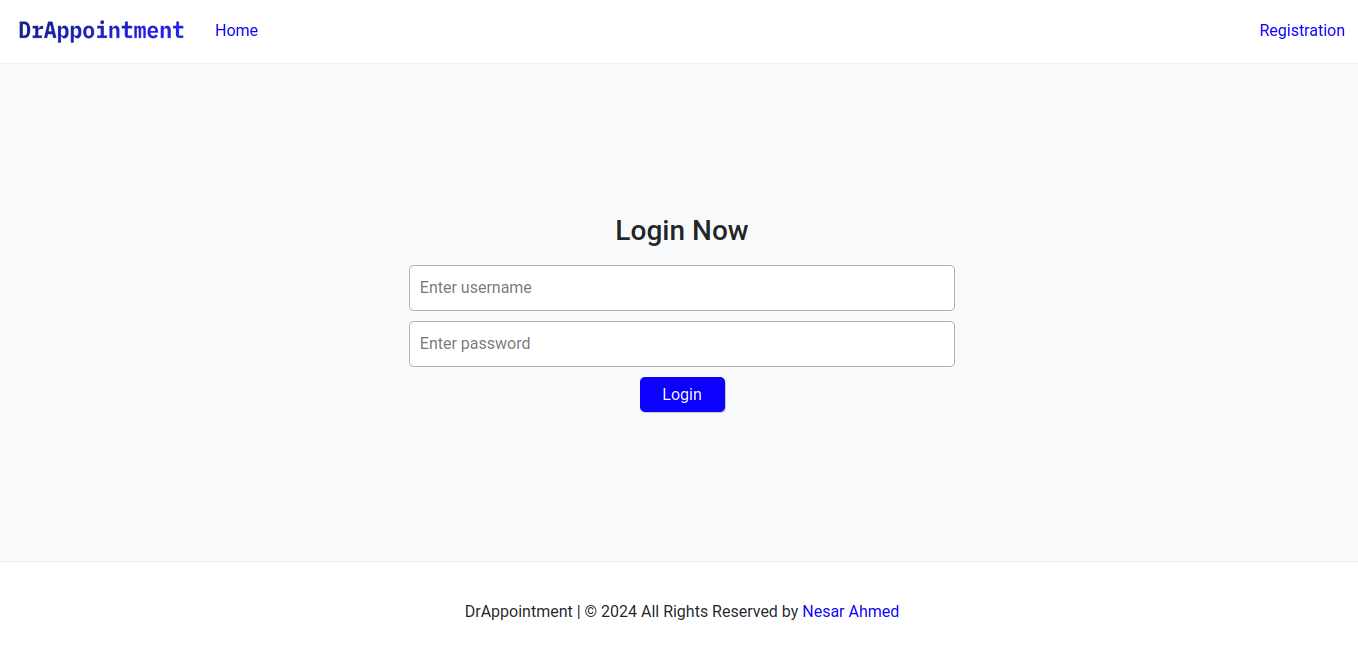 DrAppointment Home Registration
Login Now
Enter username
Enter password
Login
DrAppointment | © 2024 All Rights Reserved by Nesar Ahmed